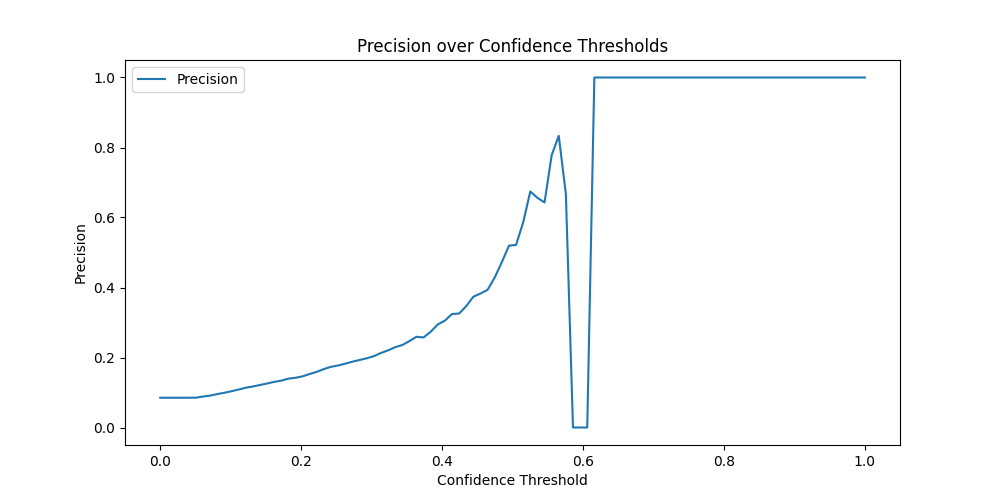 Precision over Confidence Thresholds
Precision
1.0
0.8
0.6
0.4
0.2
0.0
Precision
0.0 0.2 0.4 0.6 0.8 1.0
Confidence Threshold